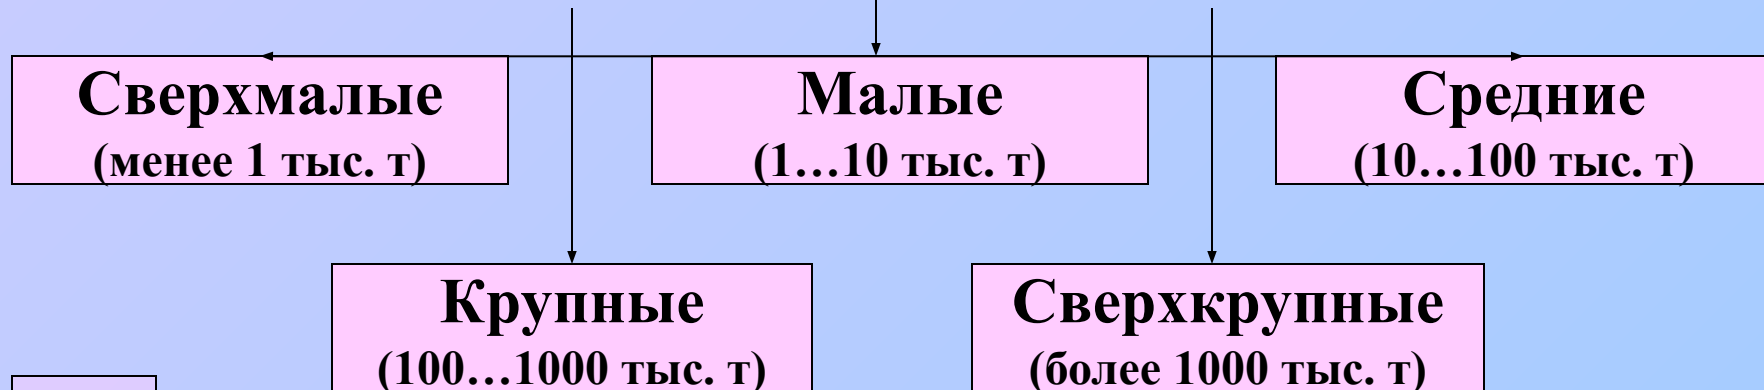 Сверхмалые
(менее 1 тыс. т)
Малые
(1…10 тыс. т)
Средние
(10…100 тыс. т)
Крупные
(100…1000 тыс. т)
Сверхкрупные
(более 1000 тыс. т)